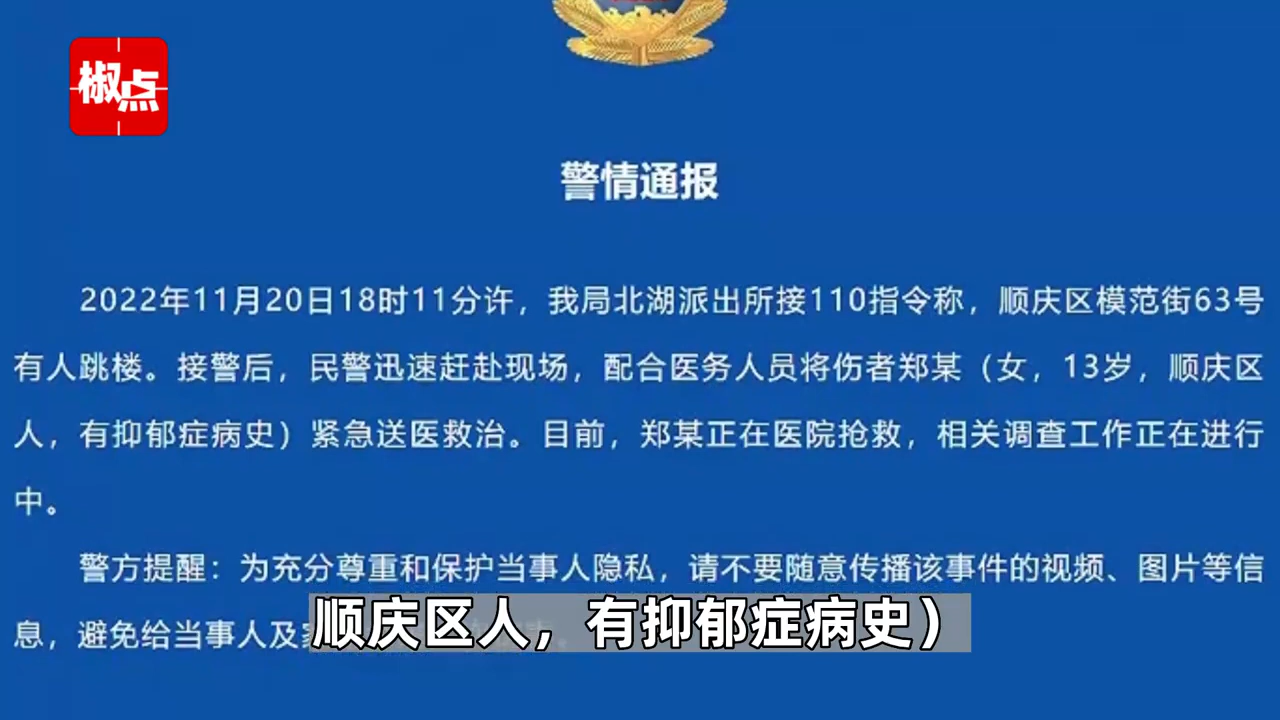 椒点
警情通报
2022年11月20日18时11分许，我局北湖派出所接110指令称，顺庆区模范街63号
有人跳楼。接警后，民警迅速赶赴现场，配合医务人员将伤者郑某（女，13岁，顺庆区
人，有抑郁症病史）紧急送医救治。目前，郑某正在医院抢救，相关调查工作正在进行
中。
警方提醒：为充分尊重和保护当事人隐私，请不要随意传播该事件的视频、图片等信
息，避免给当事人及
顺庆区人，有抑郁症病史）